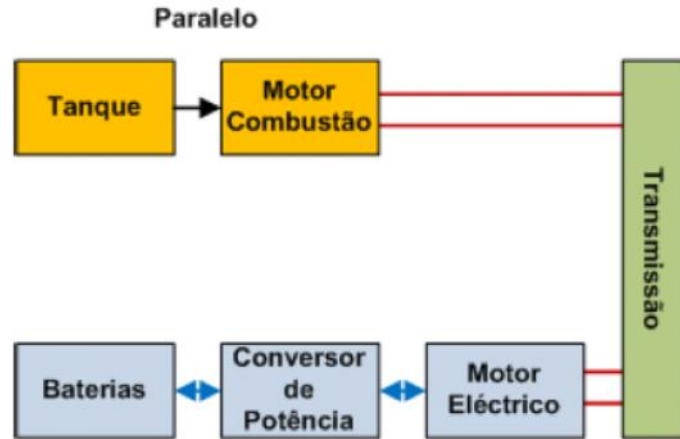 Paralelo
Tanque
Motor
Combustão
Transmissão
Baterias
Conversor
de
Potência
Motor
Eléctrico